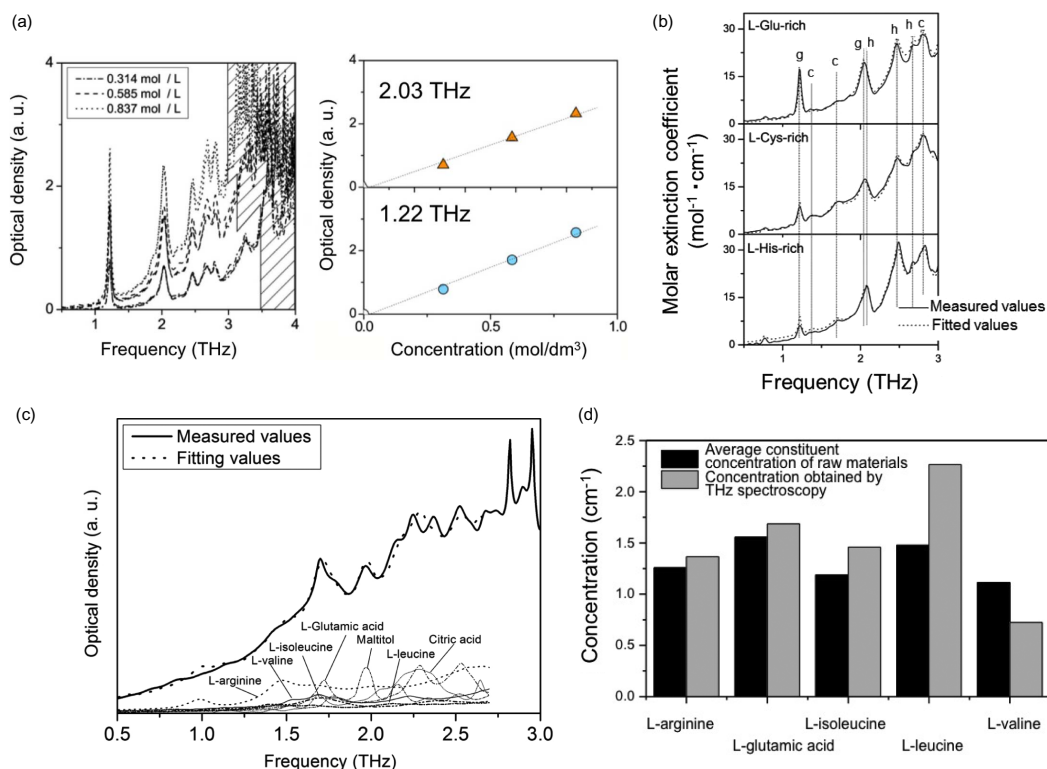 (a)
0.314 mol / L
0.585 mol / L
0.837 mol / L
Optical density (a. u.)
4
2
0
1
2
3
4
Frequency (THz)
2.03 THz
1.22 THz
Optical density (a. u.)
4
2
0
4
2
0
0.0
0.5
1.0
Concentration (mol/dm³)
(b)
L-Glu-rich
g
c
c
g
h
h
h
c
L-Cys-rich
L-His-rich
Molar extinction coefficient
(mol⁻¹・cm⁻¹)
30
15
0
30
15
0
30
15
0
1
2
3
Measured values
Fitted values
Frequency (THz)
(c)
Measured values
Fitting values
Optical density (a. u.)
L-Glutamic acid
Maltitol
Citric acid
L-isoleucine
L-valine
L-leucine
L-arginine
0.5
1.0
1.5
2.0
2.5
3.0
Frequency (THz)
(d)
Average constituent
concentration of raw materials
Concentration obtained by
THz spectroscopy
Concentration (cm⁻¹)
2.5
2.0
1.5
1.0
0.5
0.0
L-arginine
L-glutamic acid
L-isoleucine
L-leucine
L-valine